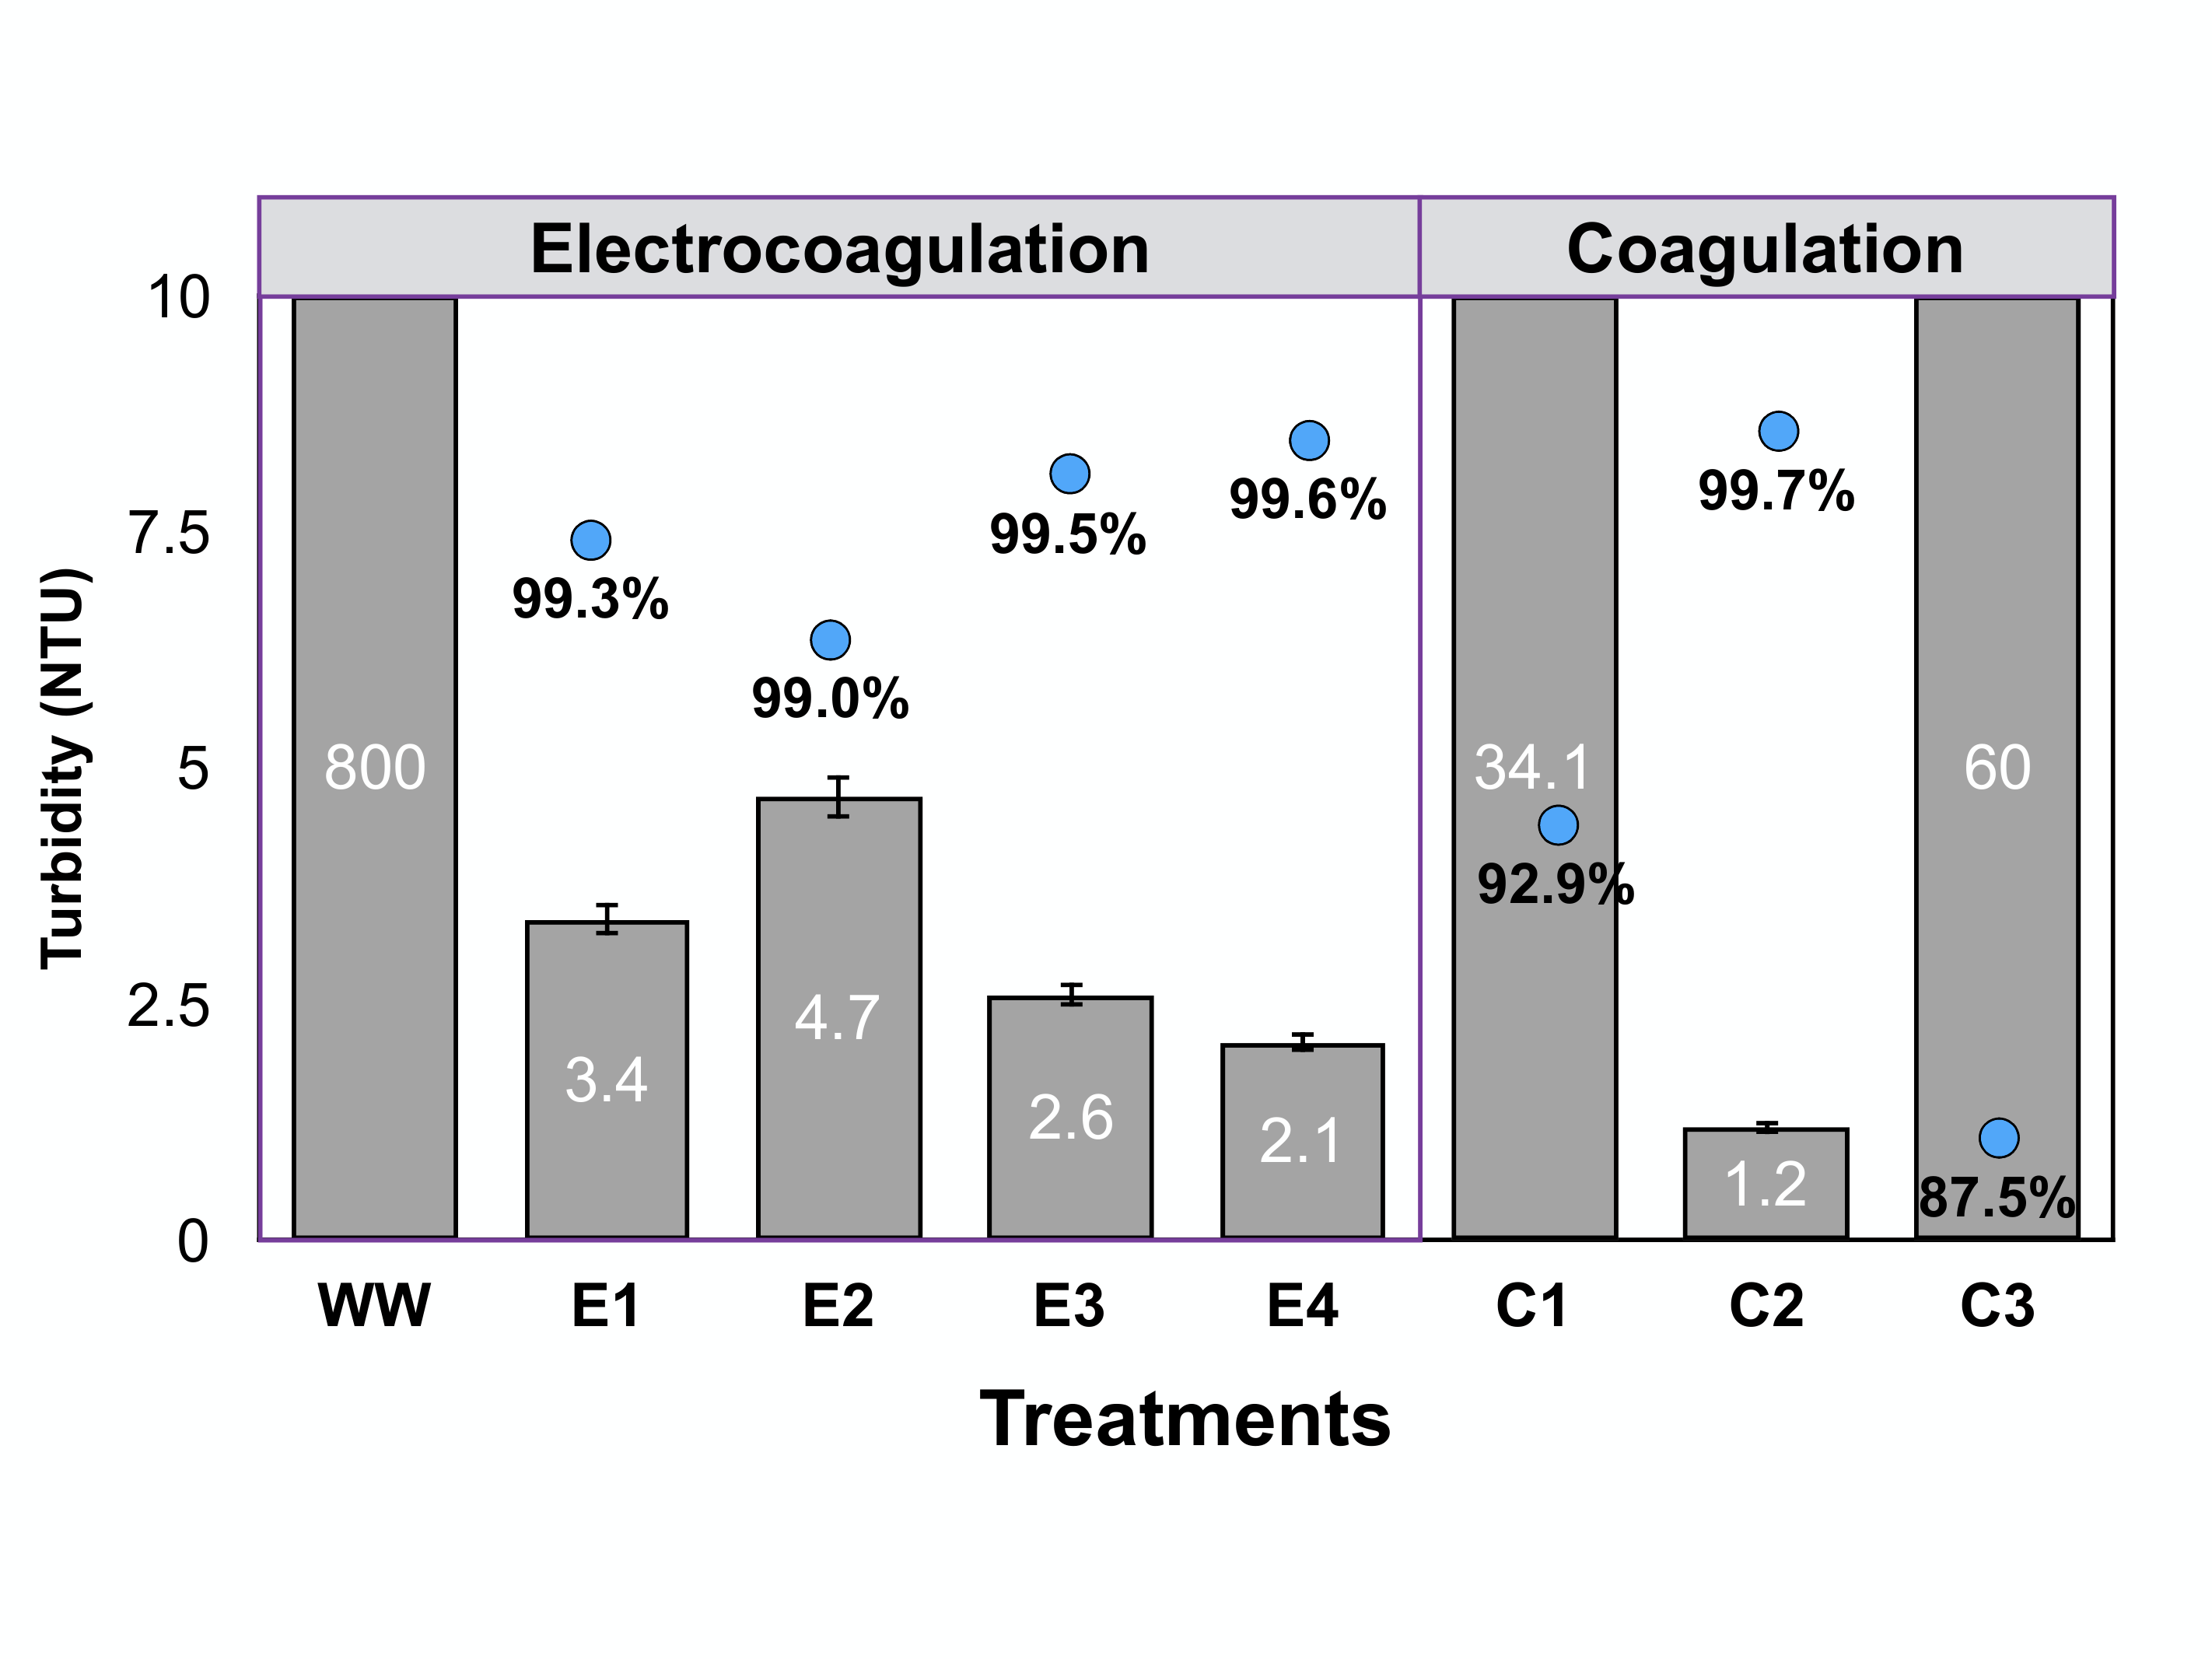 Electrocoagulation
Coagulation
10
7.5
5
2.5
0
Turbidity (NTU)
800
3.4
4.7
2.6
2.1
34.1
1.2
60
99.3%
99.0%
99.5%
99.6%
92.9%
99.7%
87.5%
WW
E1
E2
E3
E4
C1
C2
C3
Treatments